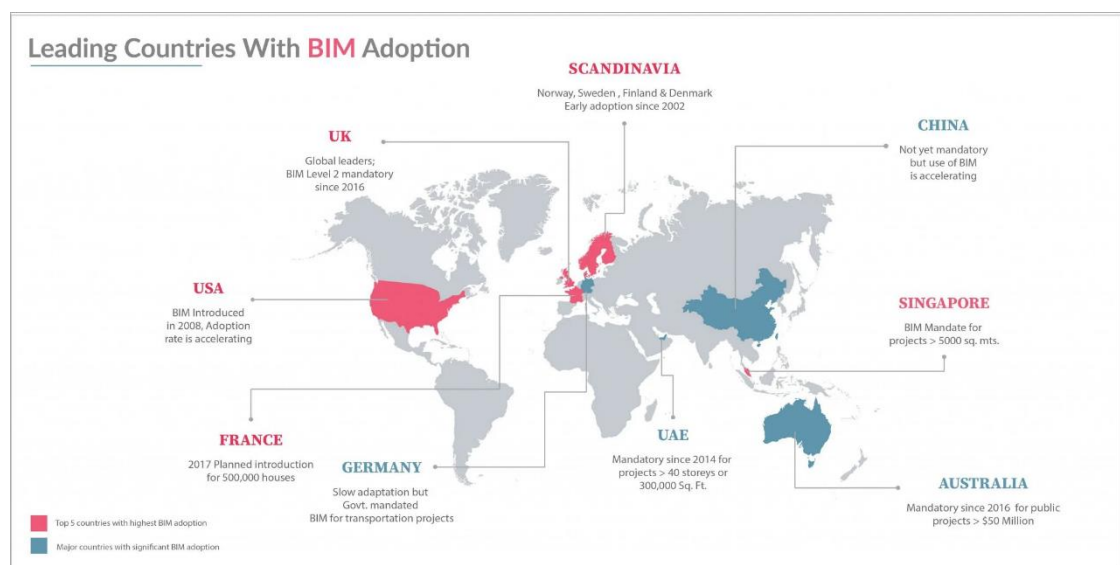 Leading Countries With BIM Adoption
SCANDINAVIA
Norway, Sweden , Finland & Denmark
Early adoption since 2002
UK
Global leaders;
BIM Level 2 mandatory
since 2016
CHINA
Not yet mandatory
but use of BIM
is accelerating
USA
BIM Introduced
in 2008, Adoption
rate is accelerating
SINGAPORE
BIM Mandate for
projects > 5000 sq. mts.
FRANCE
2017 Planned introduction
for 500,000 houses
GERMANY
Slow adaptation but
Govt. mandated
BIM for transportation projects
UAE
Mandatory since 2014 for
projects > 40 storeys or
300,000 Sq. Ft.
AUSTRALIA
Mandatory since 2016 for public
projects > $50 Million
Top 5 countries with highest BIM adoption
Major countries with significant BIM adoption